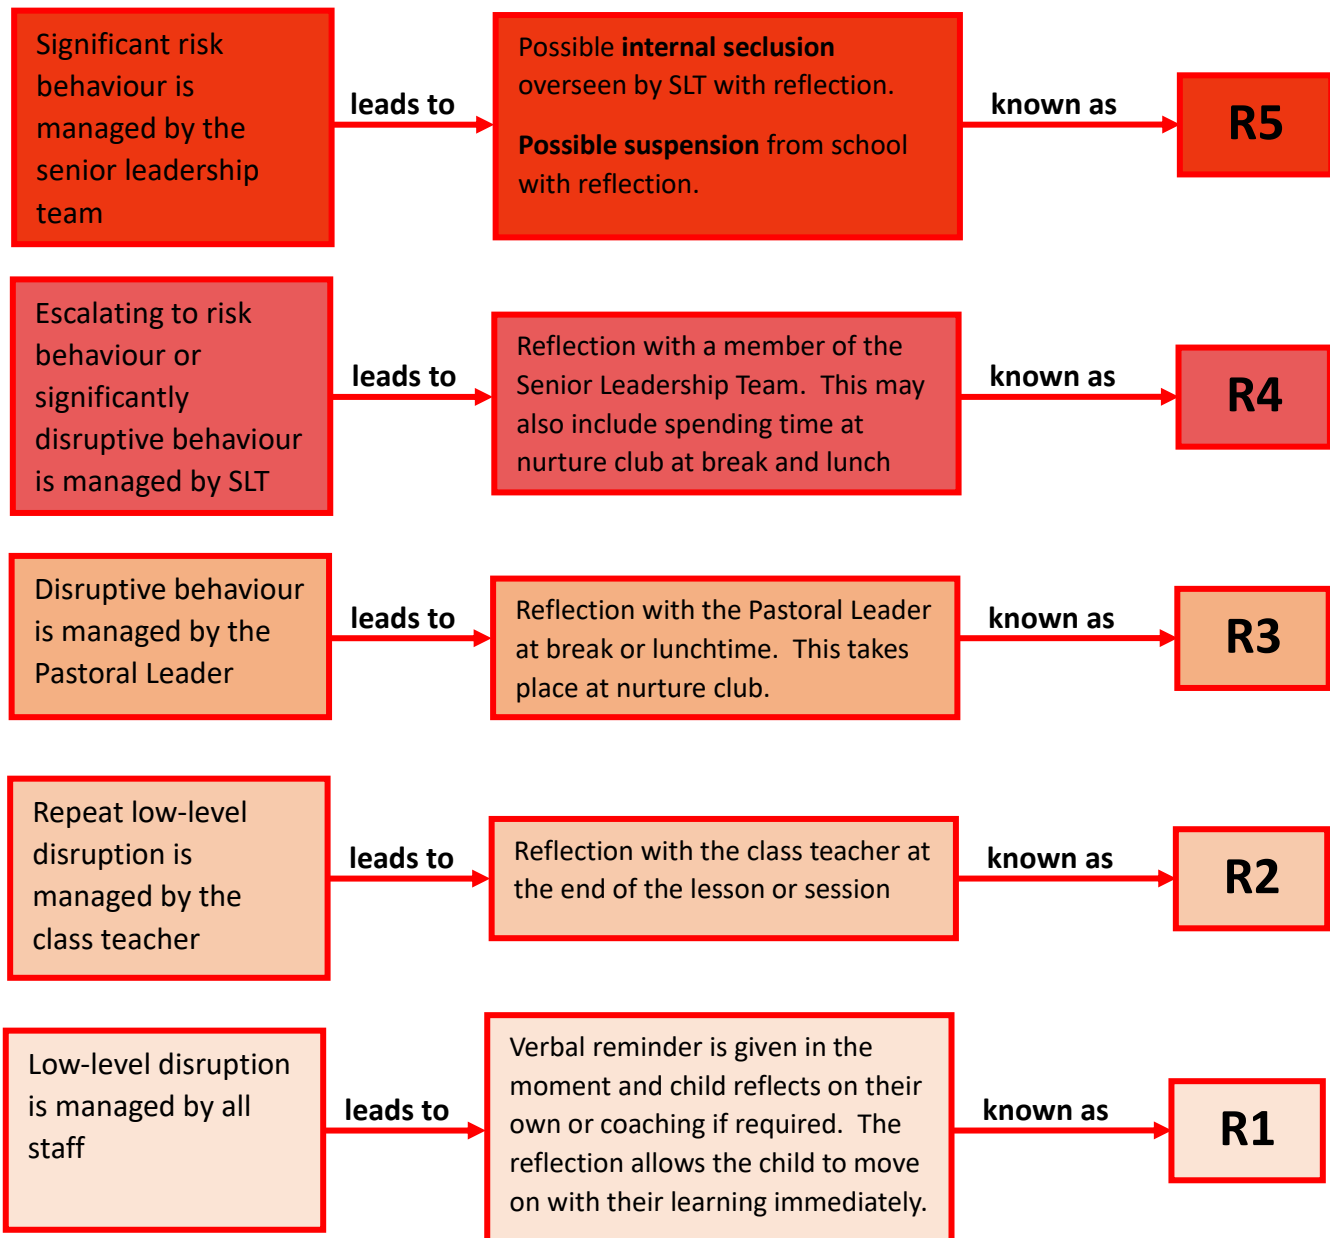 Significant risk
behaviour is
managed by the
senior leadership
team
leads to
Possible internal seclusion
overseen by SLT with reflection.
Possible suspension from school
with reflection.
known as
R5
Escalating to risk
behaviour or
significantly
disruptive behaviour
is managed by SLT
leads to
Reflection with a member of the
Senior Leadership Team.  This may
also include spending time at
nurture club at break and lunch
known as
R4
Disruptive behaviour
is managed by the
Pastoral Leader
leads to
Reflection with the Pastoral Leader
at break or lunchtime.  This takes
place at nurture club.
known as
R3
Repeat low-level
disruption is
managed by the
class teacher
leads to
Reflection with the class teacher at
the end of the lesson or session
known as
R2
Low-level disruption
is managed by all
staff
leads to
Verbal reminder is given in the
moment and child reflects on their
own or coaching if required.  The
reflection allows the child to move
on with their learning immediately.
known as
R1